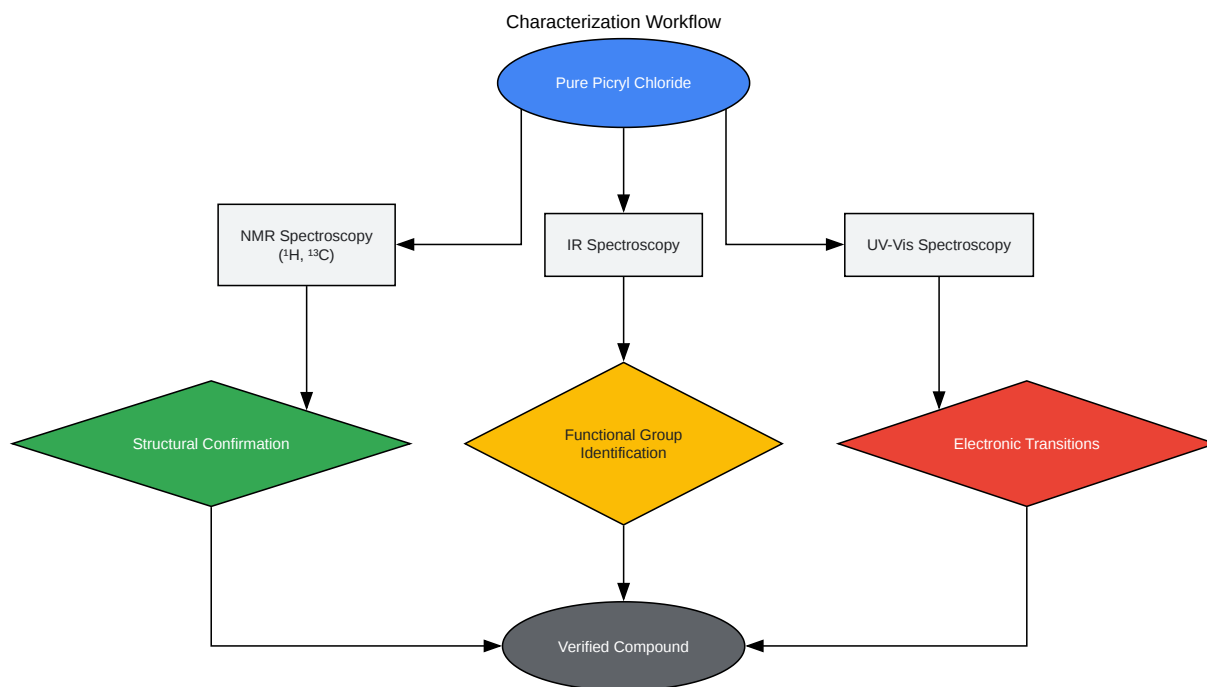 Characterization Workflow
Pure Picryl Chloride
NMR Spectroscopy
(¹H, ¹³C)
IR Spectroscopy
UV-Vis Spectroscopy
Structural Confirmation
Functional Group
Identification
Electronic Transitions
Verified Compound